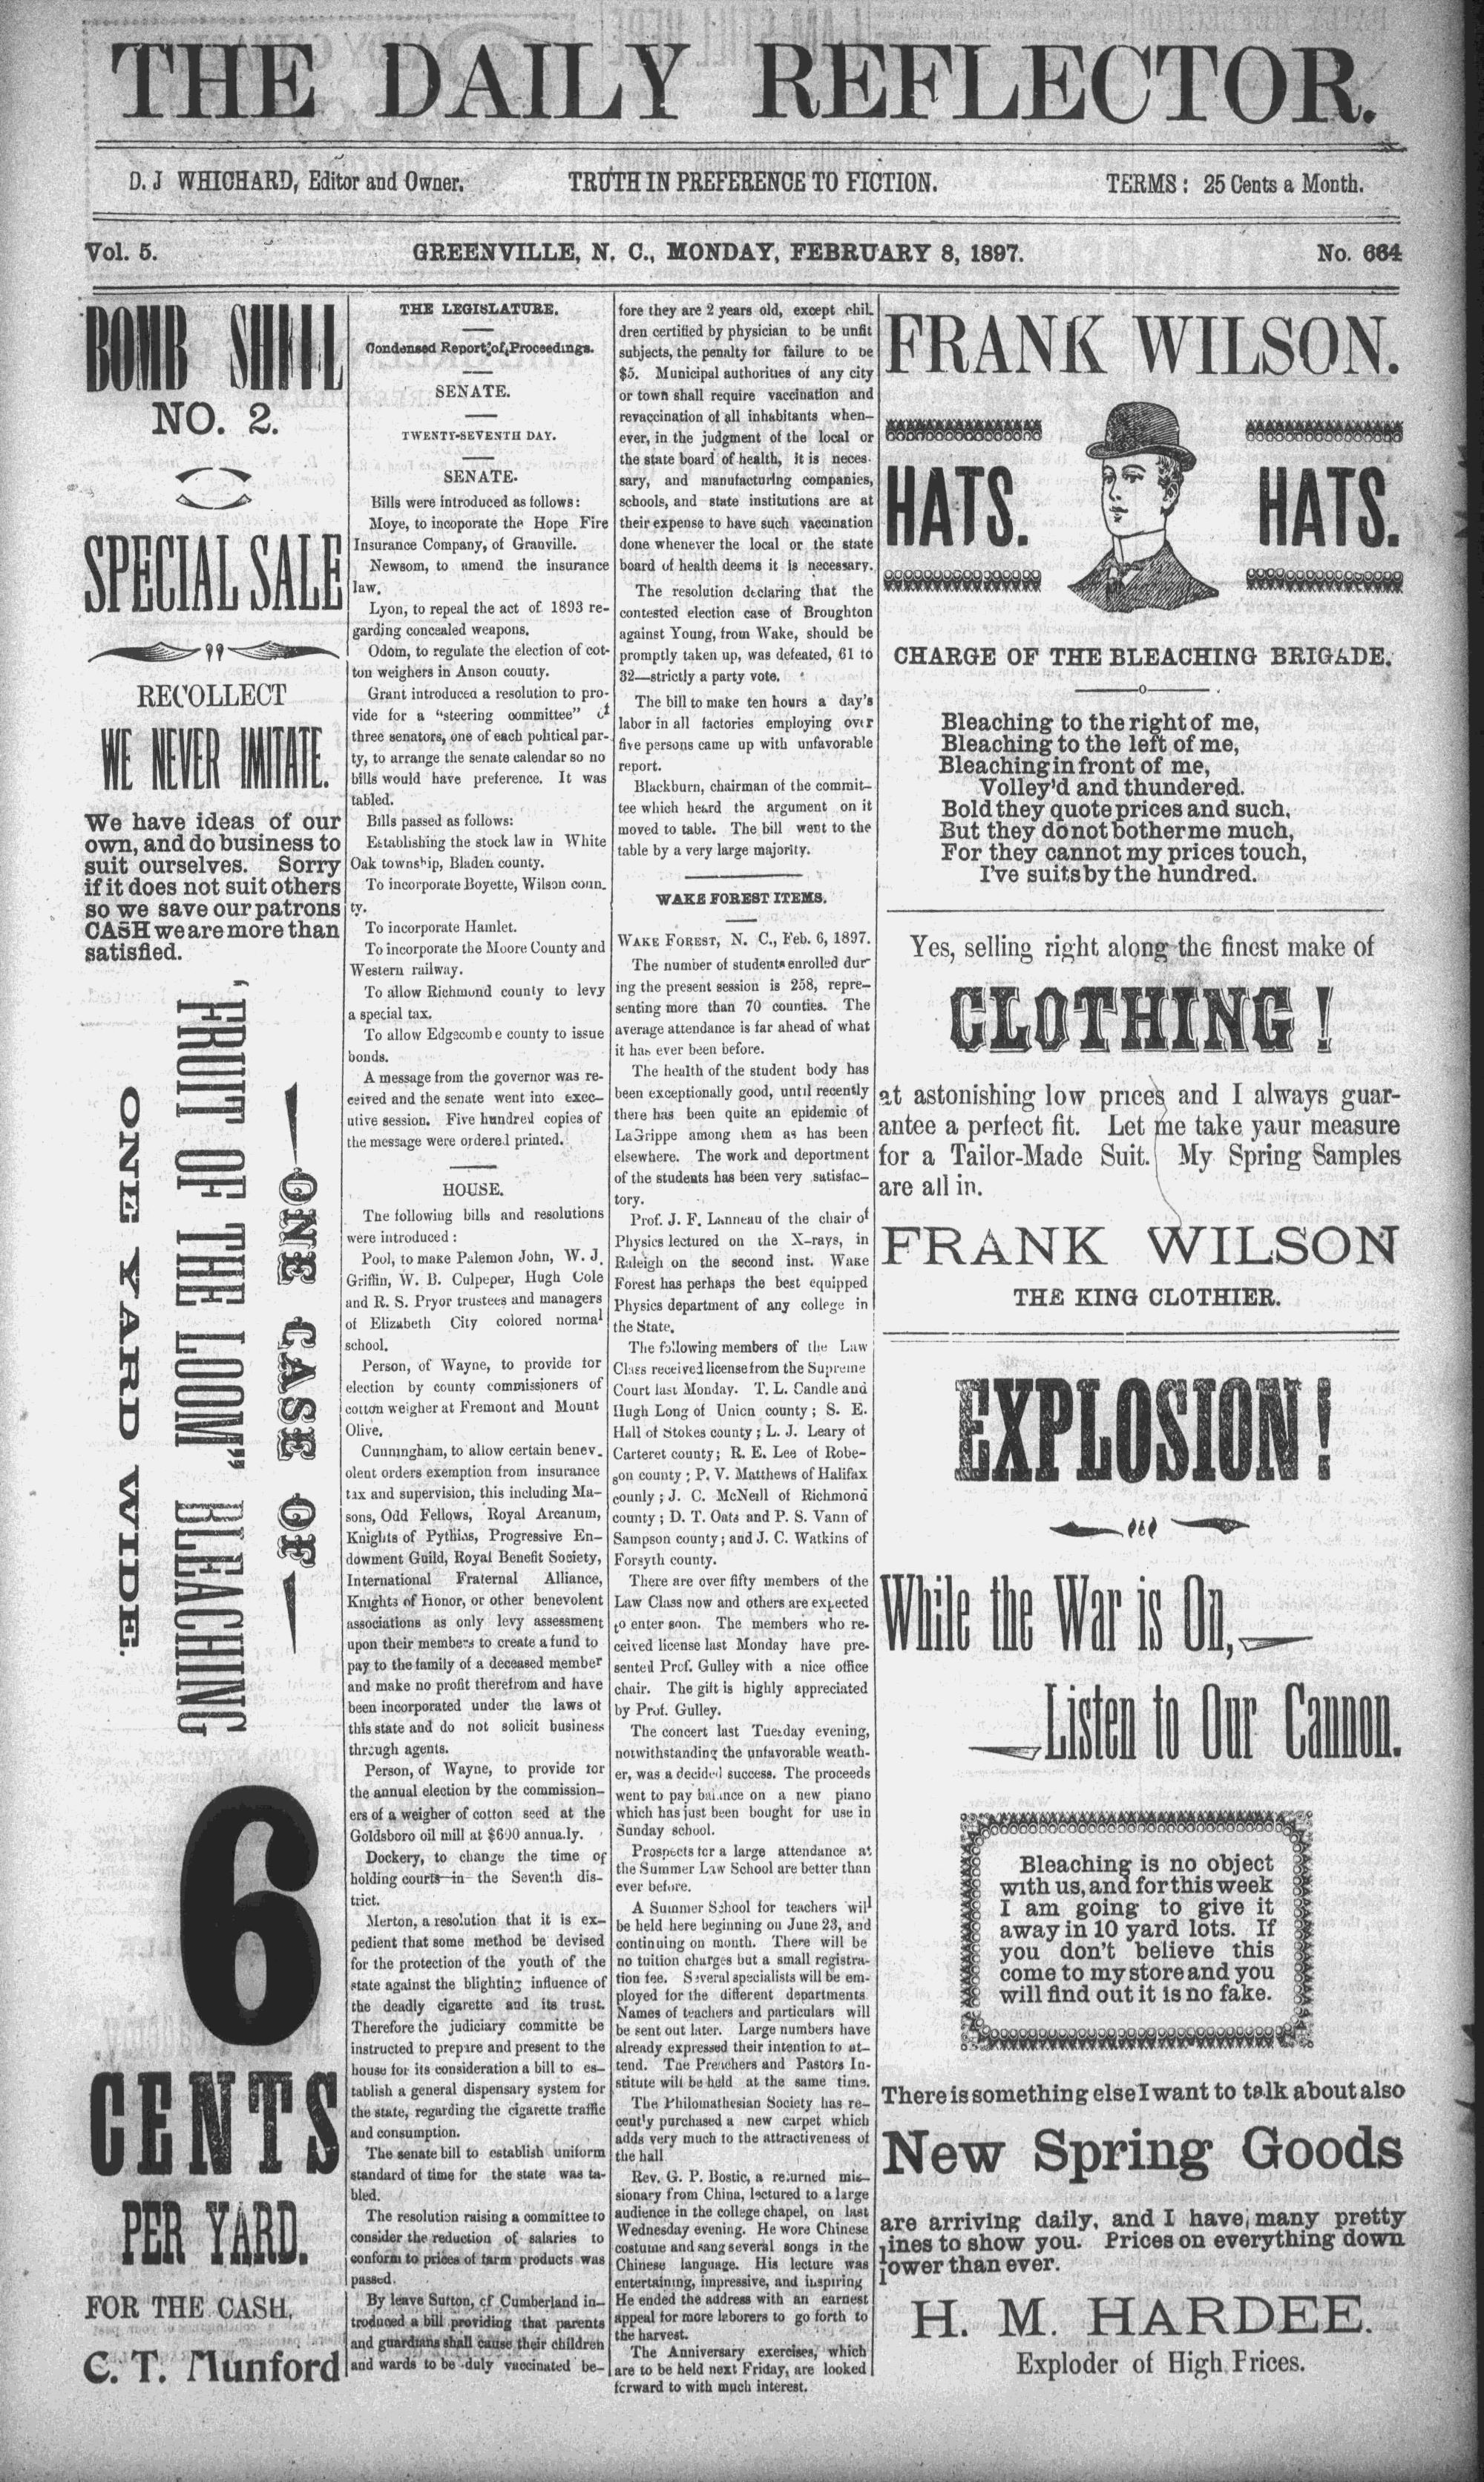 THE DAILY REFLECTOR.
D. J WHICHARD, Editor and Owner.
TRUTH IN PREFERENCE TO FICTION.
TERMS: 25 Cents a Month.
Vol. 5.
GREENVILLE, N. C., MONDAY, FEBRUARY 8, 1897.
No. 664
BOMB SHELL
NO. 2.
SPECIAL SALE
RECOLLECT
WE NEVER IMITATE.
We have ideas of our
own, and do business to
suit ourselves. Sorry
if it does not suit others
so we save our patrons
CASH we are more than
satisfied.
—ONE CASE OF—
"FRUIT OF THE LOOM" BLEACHING
ONE YARD WIDE.
6
CENTS
PER YARD.
FOR THE CASH,
C. T. Munford
THE LEGISLATURE.
Condensed Report of Proceedings.
SENATE.
TWENTY-SEVENTH DAY.
SENATE.
Bills were introduced as follows:
Moye, to incoporate the Hope Fire
Insurance Company, of Granville.
Newsom, to amend the insurance
law.
Lyon, to repeal the act of 1893 re-
garding concealed weapons.
Odom, to regulate the election of cot-
ton weighers in Anson county.
Grant introduced a resolution to pro-
vide for a "steering committee" of
three senators, one of each political par-
ty, to arrange the senate calendar so no
bills would have preference. It was
tabled.
Bills passed as follows:
Establishing the stock law in White
Oak township, Bladen county.
To incorporate Boyette, Wilson coun-
ty.
To incorporate Hamlet.
To incorporate the Moore County and
Western railway.
To allow Richmond county to levy
a special tax.
To allow Edgecombe county to issue
bonds.
A message from the governor was re-
ceived and the senate went into exec-
utive session. Five hundred copies of
the message were ordered printed.
HOUSE.
The following bills and resolutions
were introduced:
Pool, to make Palemon John, W. J.
Griffin, W. B. Culpeper, Hugh Cole
and R. S. Pryor trustees and managers
of Elizabeth City colored normal
school.
Person, of Wayne, to provide for
election by county commissioners of
cotton weigher at Fremont and Mount
Olive.
Cunningham, to allow certain benev-
olent orders exemption from insurance
tax and supervision, this including Ma-
sons, Odd Fellows, Royal Arcanum,
Knights of Pythias, Progressive En-
dowment Guild, Royal Benefit Society,
International Fraternal Alliance,
Knights of Honor, or other benevolent
associations as only levy assessment
upon their members to create a fund to
pay to the family of a deceased member
and make no profit therefrom and have
been incorporated under the laws of
this state and do not solicit business
through agents.
Person, of Wayne, to provide for
the annual election by the commission-
ers of a weigher of cotton seed at the
Goldsboro oil mill at $600 annua.ly.
Dockery, to change the time of
holding courts in the Seventh dis-
trict.
Merton, a resolution that it is ex-
pedient that some method be devised
for the protection of the youth of the
state against the blighting influence of
the deadly cigarette and its trust.
Therefore the judiciary committe be
instructed to prepare and present to the
house for its consideration a bill to es-
tablish a general dispensary system for
the state, regarding the cigarette traffic
and consumption.
The senate bill to establish uniform
standard of time for the state was ta-
bled.
The resolution raising a committee to
consider the reduction of salaries to
conform to prices of farm products was
passed.
By leave Sutton, of Cumberland in-
troduced a bill providing that parents
and guardians shall cause their children
and wards to be duly vaccinated be-
fore they are 2 years old, except chil-
dren certified by physician to be unfit
subjects, the penalty for failure to be
$5. Municipal authorities of any city
or town shall require vaccination and
revaccination of all inhabitants when-
ever, in the judgment of the local or
the state board of health, it is neces-
sary, and manufacturing companies,
schools, and state institutions are at
their expense to have such vaccination
done whenever the local or the state
board of health deems it is necessary.
The resolution declaring that the
contested election case of Broughton
against Young, from Wake, should be
promptly taken up, was defeated, 61 to
32—strictly a party vote.
The bill to make ten hours a day's
labor in all factories employing over
five persons came up with unfavorable
report.
Blackburn, chairman of the commit-
tee which heard the argument on it
moved to table. The bill went to the
table by a very large majority.
WAKE FOREST ITEMS.
WAKE FOREST, N. C., Feb. 6, 1897.
The number of students enrolled dur
ing the present session is 258, repre-
senting more than 70 counties. The
average attendance is far ahead of what
it has ever been before.
The health of the student body has
been exceptionally good, until recently
there has been quite an epidemic of
LaGrippe among them as has been
elsewhere. The work and deportment
of the students has been very satisfac-
tory.
Prof. J. F. Lanneau of the chair of
Physics lectured on the X-rays, in
Raleigh on the second inst. Wake
Forest has perhaps the best equipped
Physics department of any college in
the State.
The following members of the Law
Class received license from the Supreme
Court last Monday. T. L. Candle and
Hugh Long of Union county; S. E.
Hall of Stokes county; L. J. Leary of
Carteret county; R. E. Lee of Robe-
son county; P. V. Matthews of Halifax
county; J. C. McNeill of Richmond
county; D. T. Oats and P. S. Vann of
Sampson county; and J. C. Watkins of
Forsyth county.
There are over fifty members of the
Law Class now and others are expected
to enter soon. The members who re-
ceived license last Monday have pre-
sented Prof. Gulley with a nice office
chair. The gift is highly appreciated
by Prof. Gulley.
The concert last Tuesday evening,
notwithstanding the unfavorable weath-
er, was a decided success. The proceeds
went to pay balance on a new piano
which has just been bought for use in
Sunday school.
Prospects for a large attendance at
the Summer Law School are better than
ever before.
A Summer School for teachers will
be held here beginning on June 23, and
continuing on month. There will be
no tuition charges but a small registra-
tion fee. Several specialists will be em-
ployed for the different departments
Names of teachers and particulars will
be sent out later. Large numbers have
already expressed their intention to at-
tend. The Preachers and Pastors In-
stitute will be held at the same time.
The Philomathesian Society has re-
cently purchased a new carpet which
adds very much to the attractiveness of
the hall
Rev. G. P. Bostic, a returned mis-
sionary from China, lectured to a large
audience in the college chapel, on last
Wednesday evening. He wore Chinese
costume and sang several songs in the
Chinese language. His lecture was
entertaining, impressive, and inspiring
He ended the address with an earnest
appeal for more laborers to go forth to
the harvest.
The Anniversary exercises, which
are to be held next Friday, are looked
forward to with much interest.
FRANK WILSON.
HATS.
HATS.
CHARGE OF THE BLEACHING BRIGADE.
Bleaching to the right of me,
Bleaching to the left of me,
Bleaching in front of me,
Volley'd and thundered.
Bold they quote prices and such,
But they do not bother me much,
For they cannot my prices touch,
I've suits by the hundred.
Yes, selling right along the finest make of
CLOTHING!
at astonishing low prices and I always guar-
antee a perfect fit. Let me take yaur measure
for a Tailor-Made Suit. My Spring Samples
are all in.
FRANK WILSON
THE KING CLOTHIER.
EXPLOSION!
While the War is On,
Listen to Our Cannon.
Bleaching is no object
with us, and for this week
I am going to give it
away in 10 yard lots. If
you don't believe this
come to my store and you
will find out it is no fake.
There is something else I want to talk about also
New Spring Goods
are arriving daily, and I have many pretty
lines to show you. Prices on everything down
lower than ever.
H. M. HARDEE.
Exploder of High Prices.